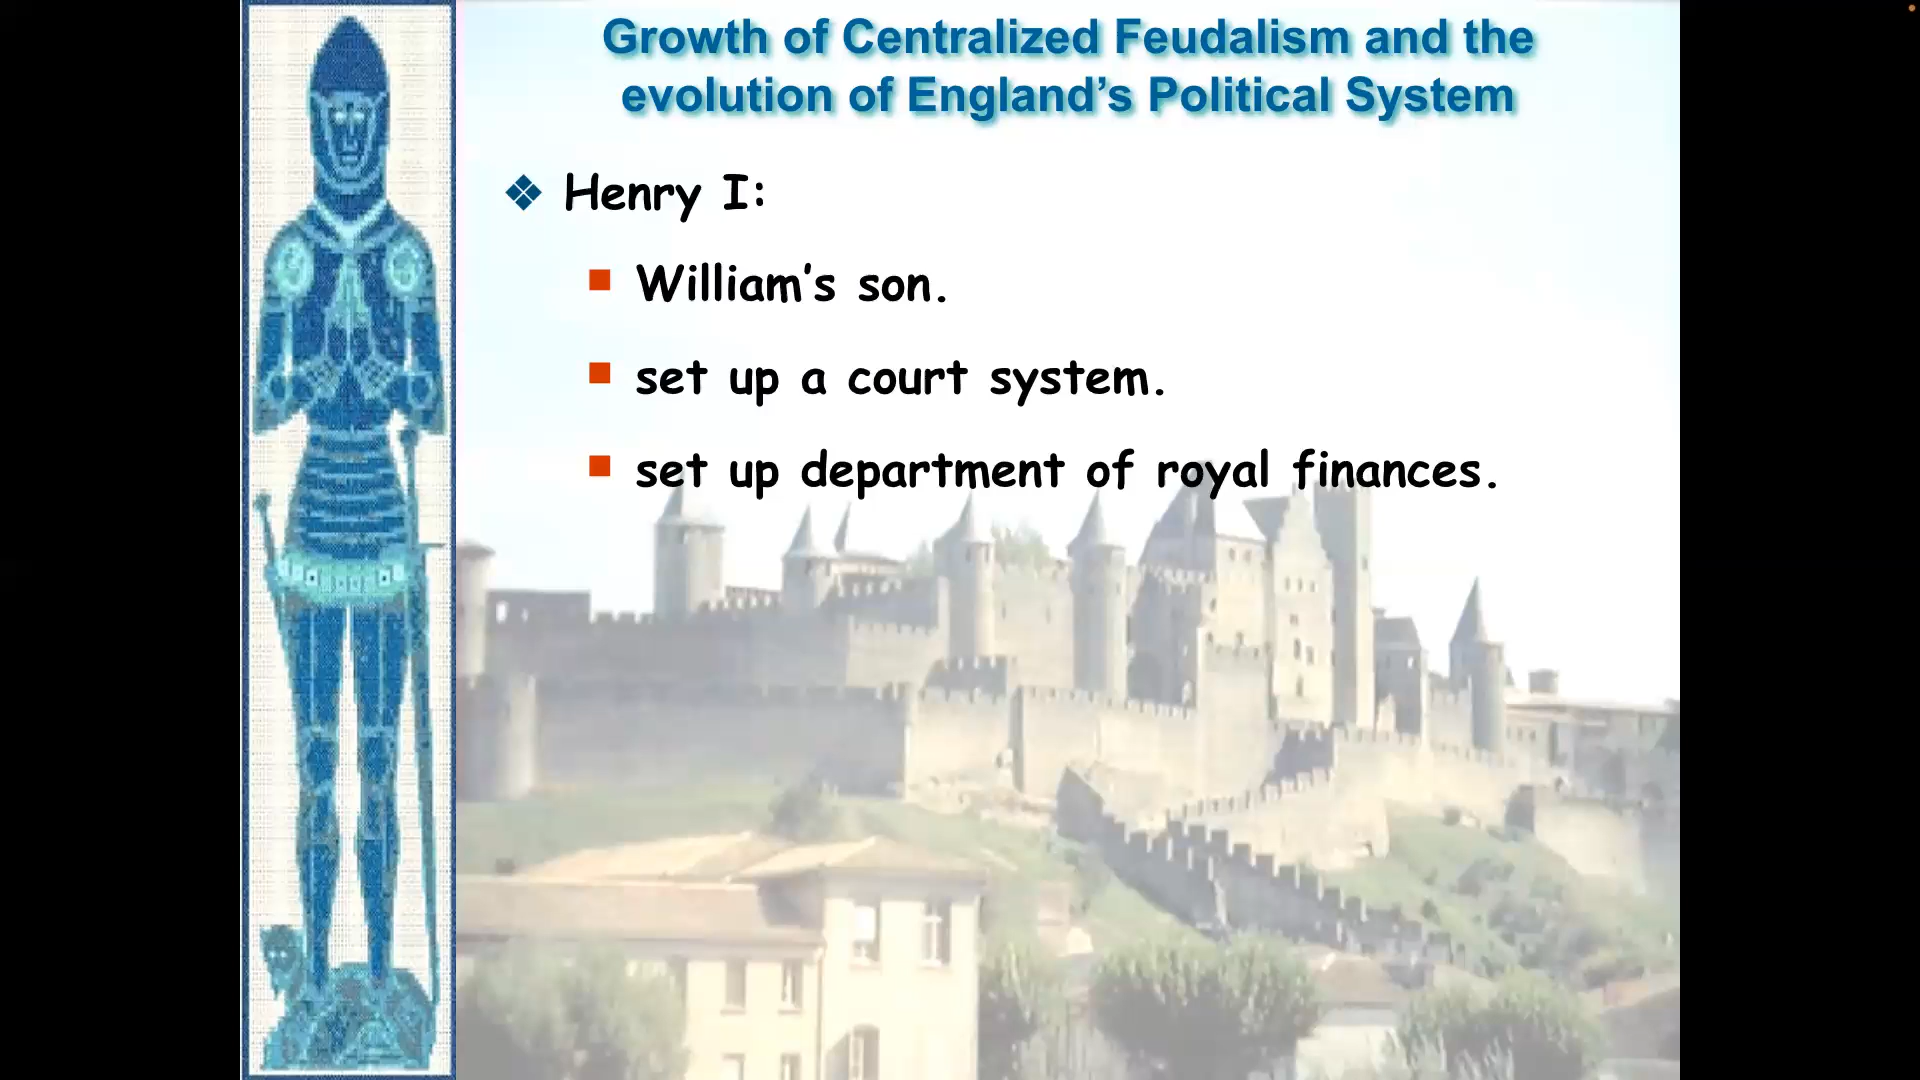 Growth of Centralized Feudalism and the
evolution of England’s Political System
Henry I:
William’s son.
set up a court system.
set up department of royal finances.